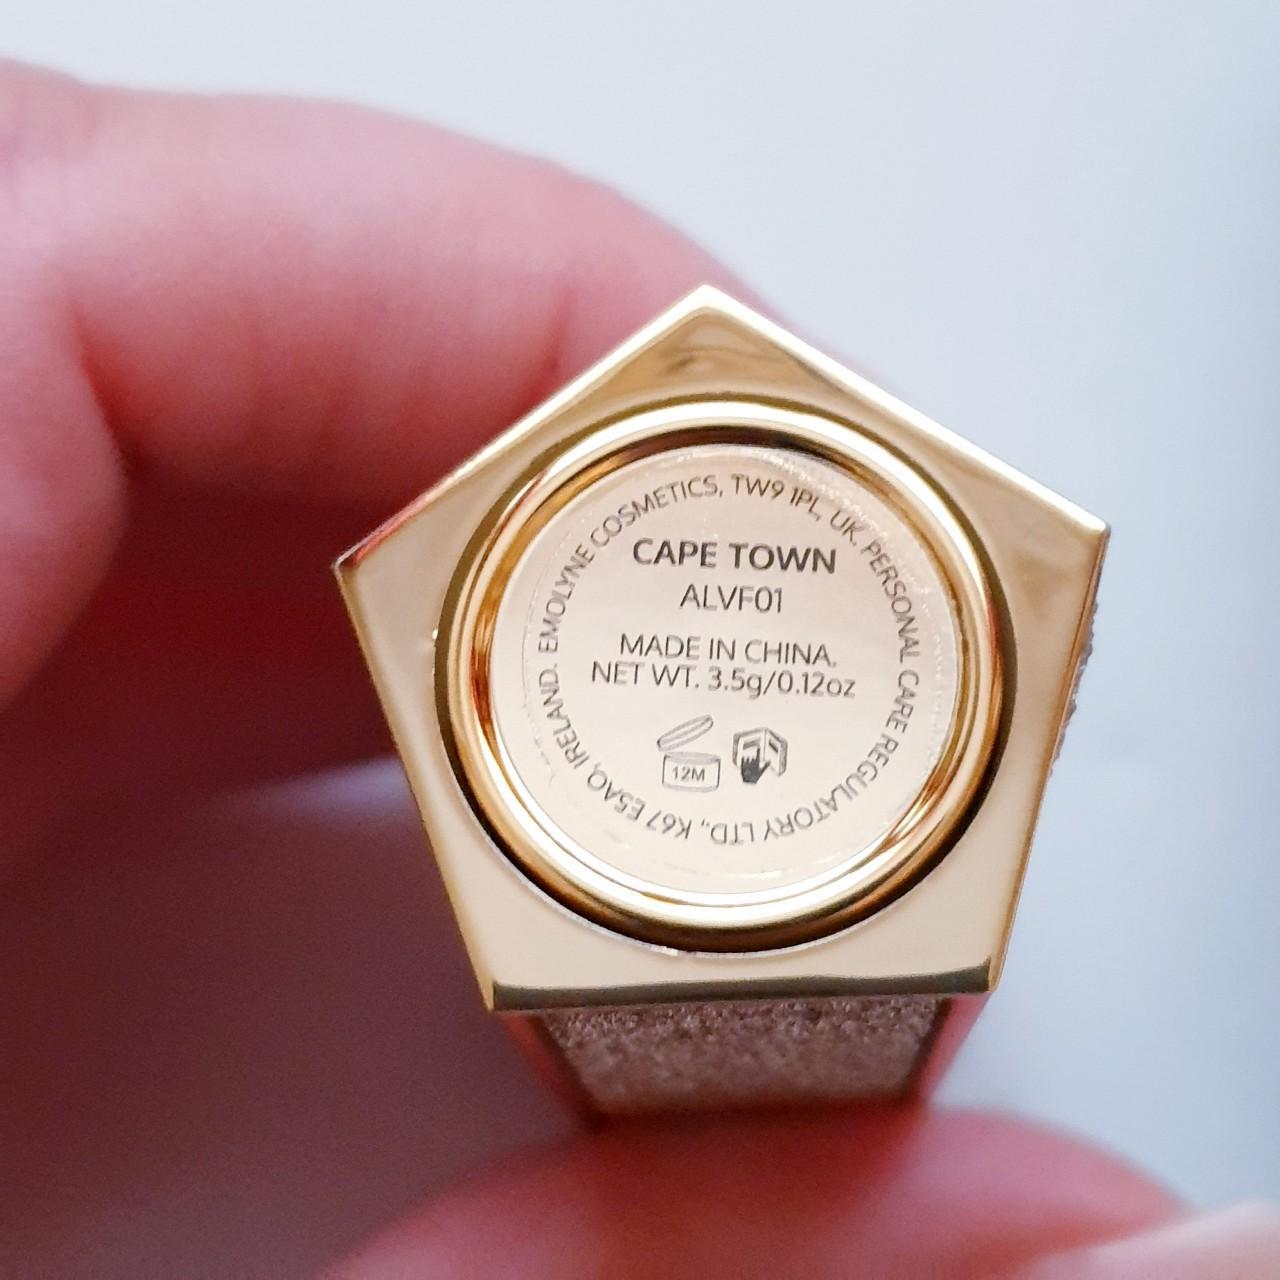 EMOLYNE COSMETICS, TW9 1PL, UK. PERSONAL CARE REGULATORY LTD., K67 E5A0, IRELAND.
CAPE TOWN
ALVF01
MADE IN CHINA.
NET WT. 3.5g/0.12oz
12M